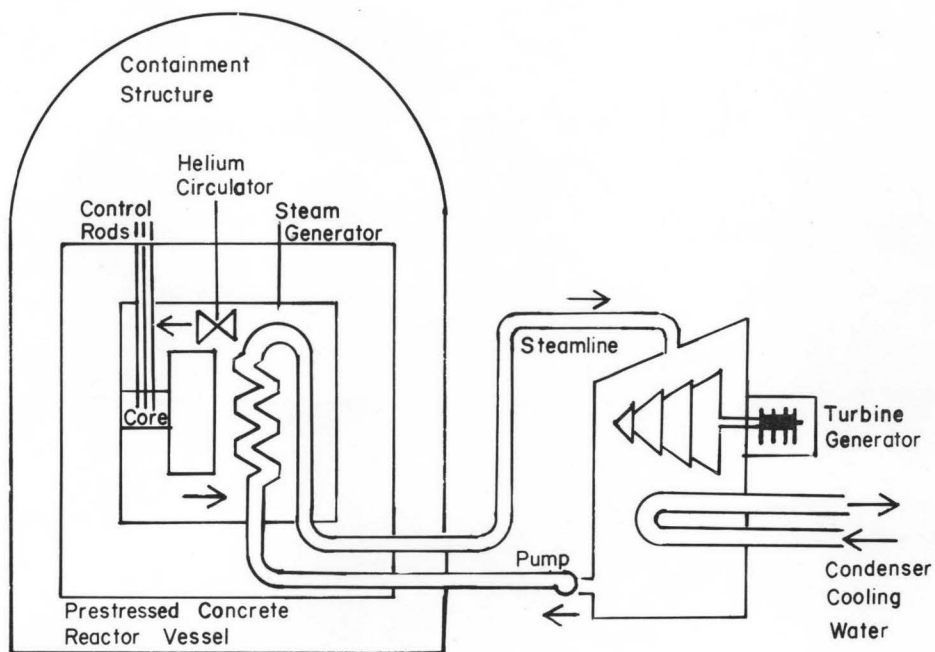 Containment
Structure
Helium
Circulator
Control
Rods
Steam
Generator
Core
Steamline
Turbine
Generator
Pump
Condenser
Cooling
Water
Prestressed Concrete
Reactor Vessel